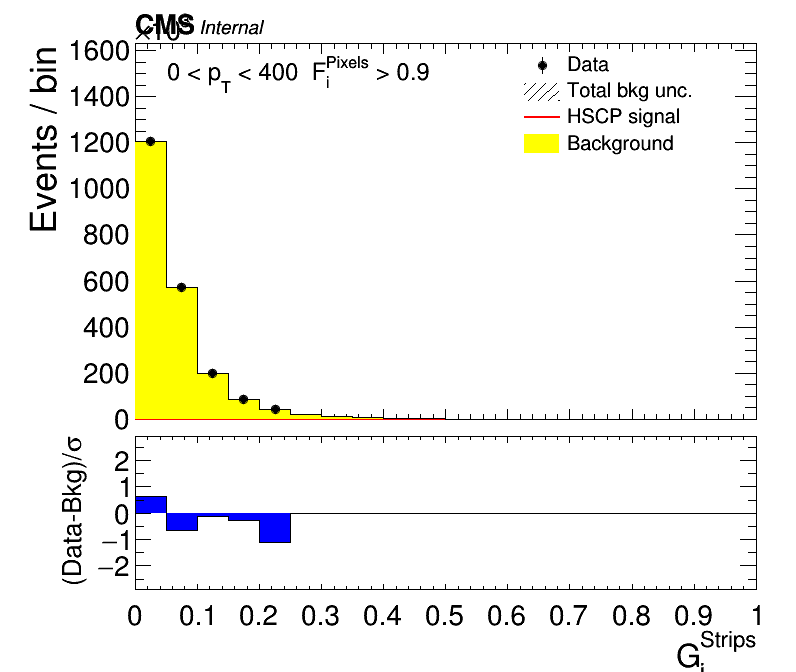 CMS Internal
×10³
Events / bin
1600
1400
1200
1000
800
600
400
200
0
0 < p_T < 400 F_i^Pixels > 0.9
Data
Total bkg unc.
HSCP signal
Background
(Data-Bkg)/σ
2
1
0
−1
−2
0 0.1 0.2 0.3 0.4 0.5 0.6 0.7 0.8 0.9 1
G_i^Strips